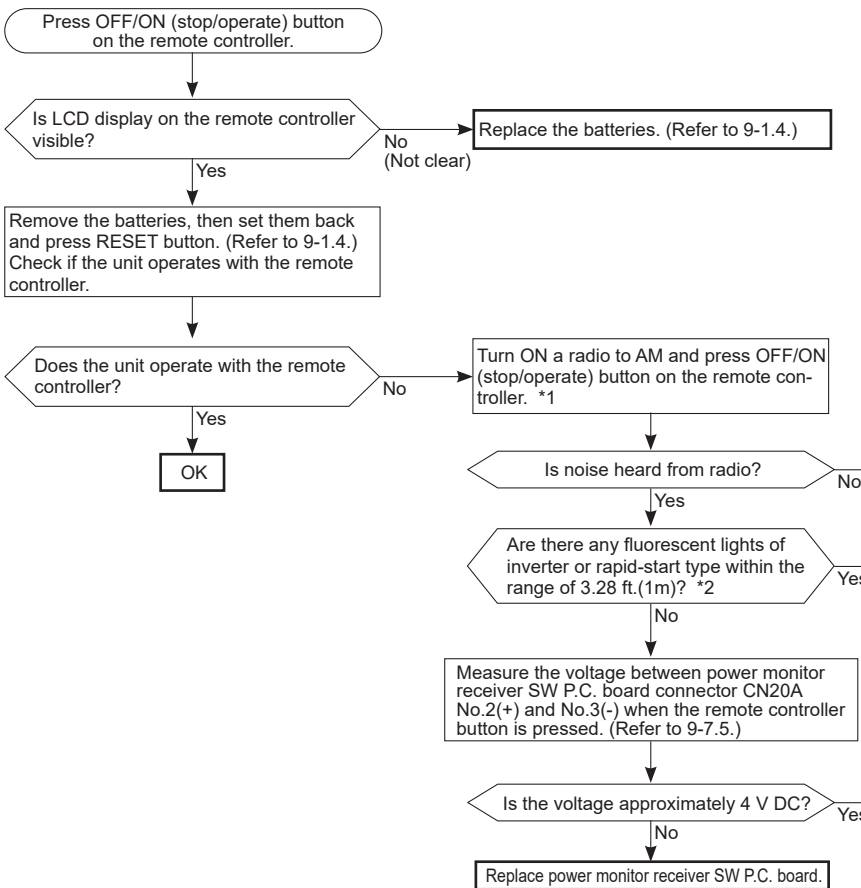 Press OFF/ON (stop/operate) button
on the remote controller.
Is LCD display on the remote controller
visible?
No
(Not clear)
Replace the batteries. (Refer to 9-1.4.)
Yes
Remove the batteries, then set them back
and press RESET button. (Refer to 9-1.4.)
Check if the unit operates with the remote
controller.
Does the unit operate with the remote
controller?
No
Yes
OK
Turn ON a radio to AM and press OFF/ON
(stop/operate) button on the remote con-
troller. *1
Is noise heard from radio?
No
Yes
Are there any fluorescent lights of
inverter or rapid-start type within the
range of 3.28 ft.(1m)? *2
Yes
No
Measure the voltage between power monitor
receiver SW P.C. board connector CN20A
No.2(+) and No.3(-) when the remote controller
button is pressed. (Refer to 9-7.5.)
Is the voltage approximately 4 V DC?
Yes
No
Replace power monitor receiver SW P.C. board.